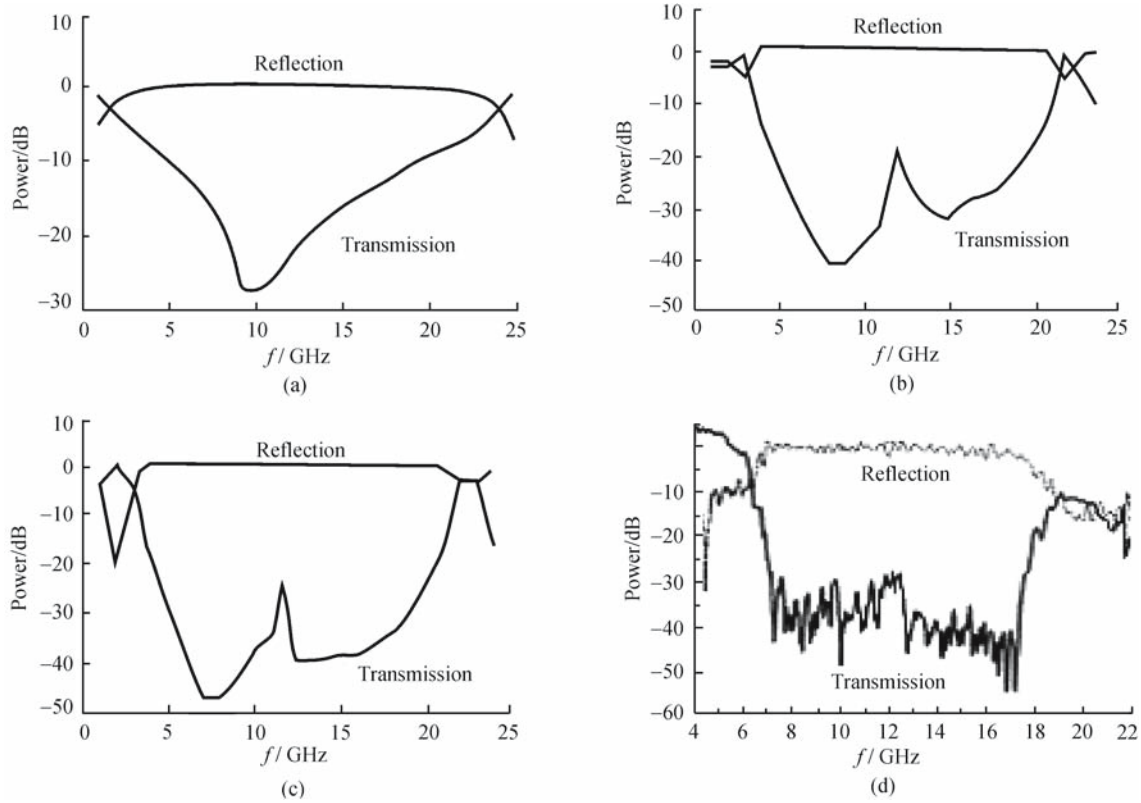 10
0
−10
−20
−30
Power/dB
Reflection
Transmission
0 5 10 15 20 25
f / GHz
(a)
10
0
−10
−20
−30
−40
−50
Power/dB
Reflection
Transmission
0 5 10 15 20 25
f / GHz
(b)
10
0
−10
−20
−30
−40
−50
Power/dB
Reflection
Transmission
0 5 10 15 20 25
f / GHz
(c)
−10
−20
−30
−40
−50
−60
Power/dB
Reflection
Transmission
4 6 8 10 12 14 16 18 20 22
f / GHz
(d)